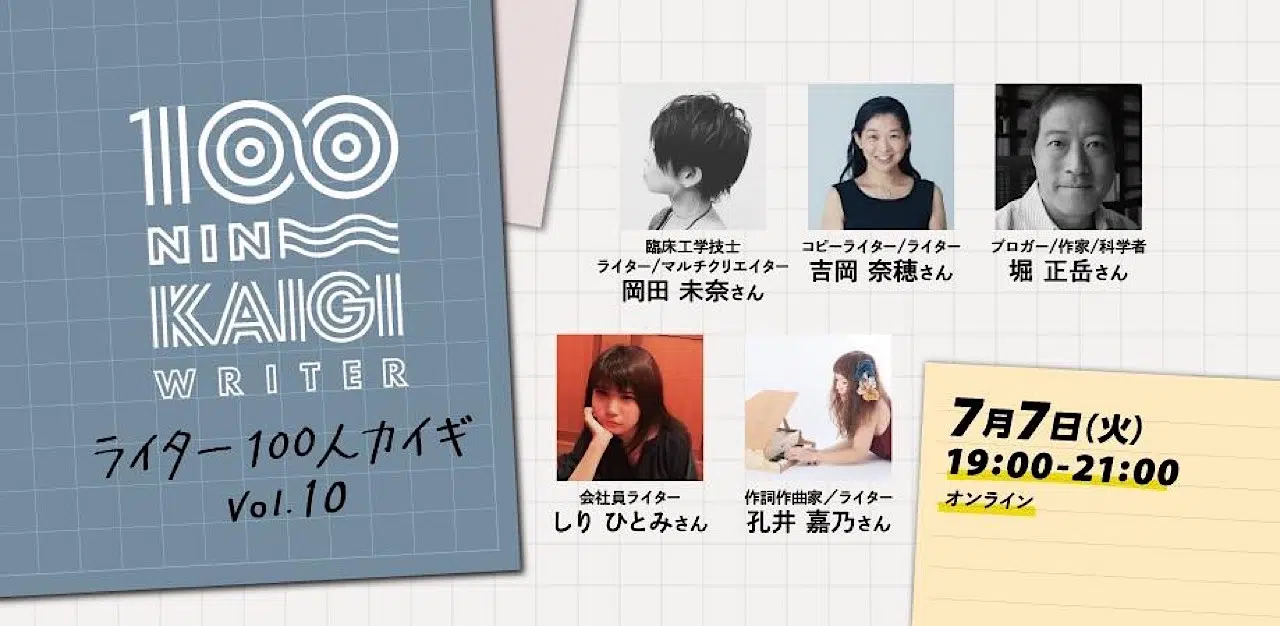 100
NIN
KAIGI
WRITER
ライター100人カイギ
vol.10
臨床工学技士
ライター/マルチクリエイター
岡田 未奈さん
コピーライター/ライター
吉岡 奈穂さん
ブロガー/作家/科学者
堀 正岳さん
会社員ライター
しり ひとみさん
作詞作曲家／ライター
孔井 嘉乃さん
7月7日(火)
19:00-21:00
オンライン